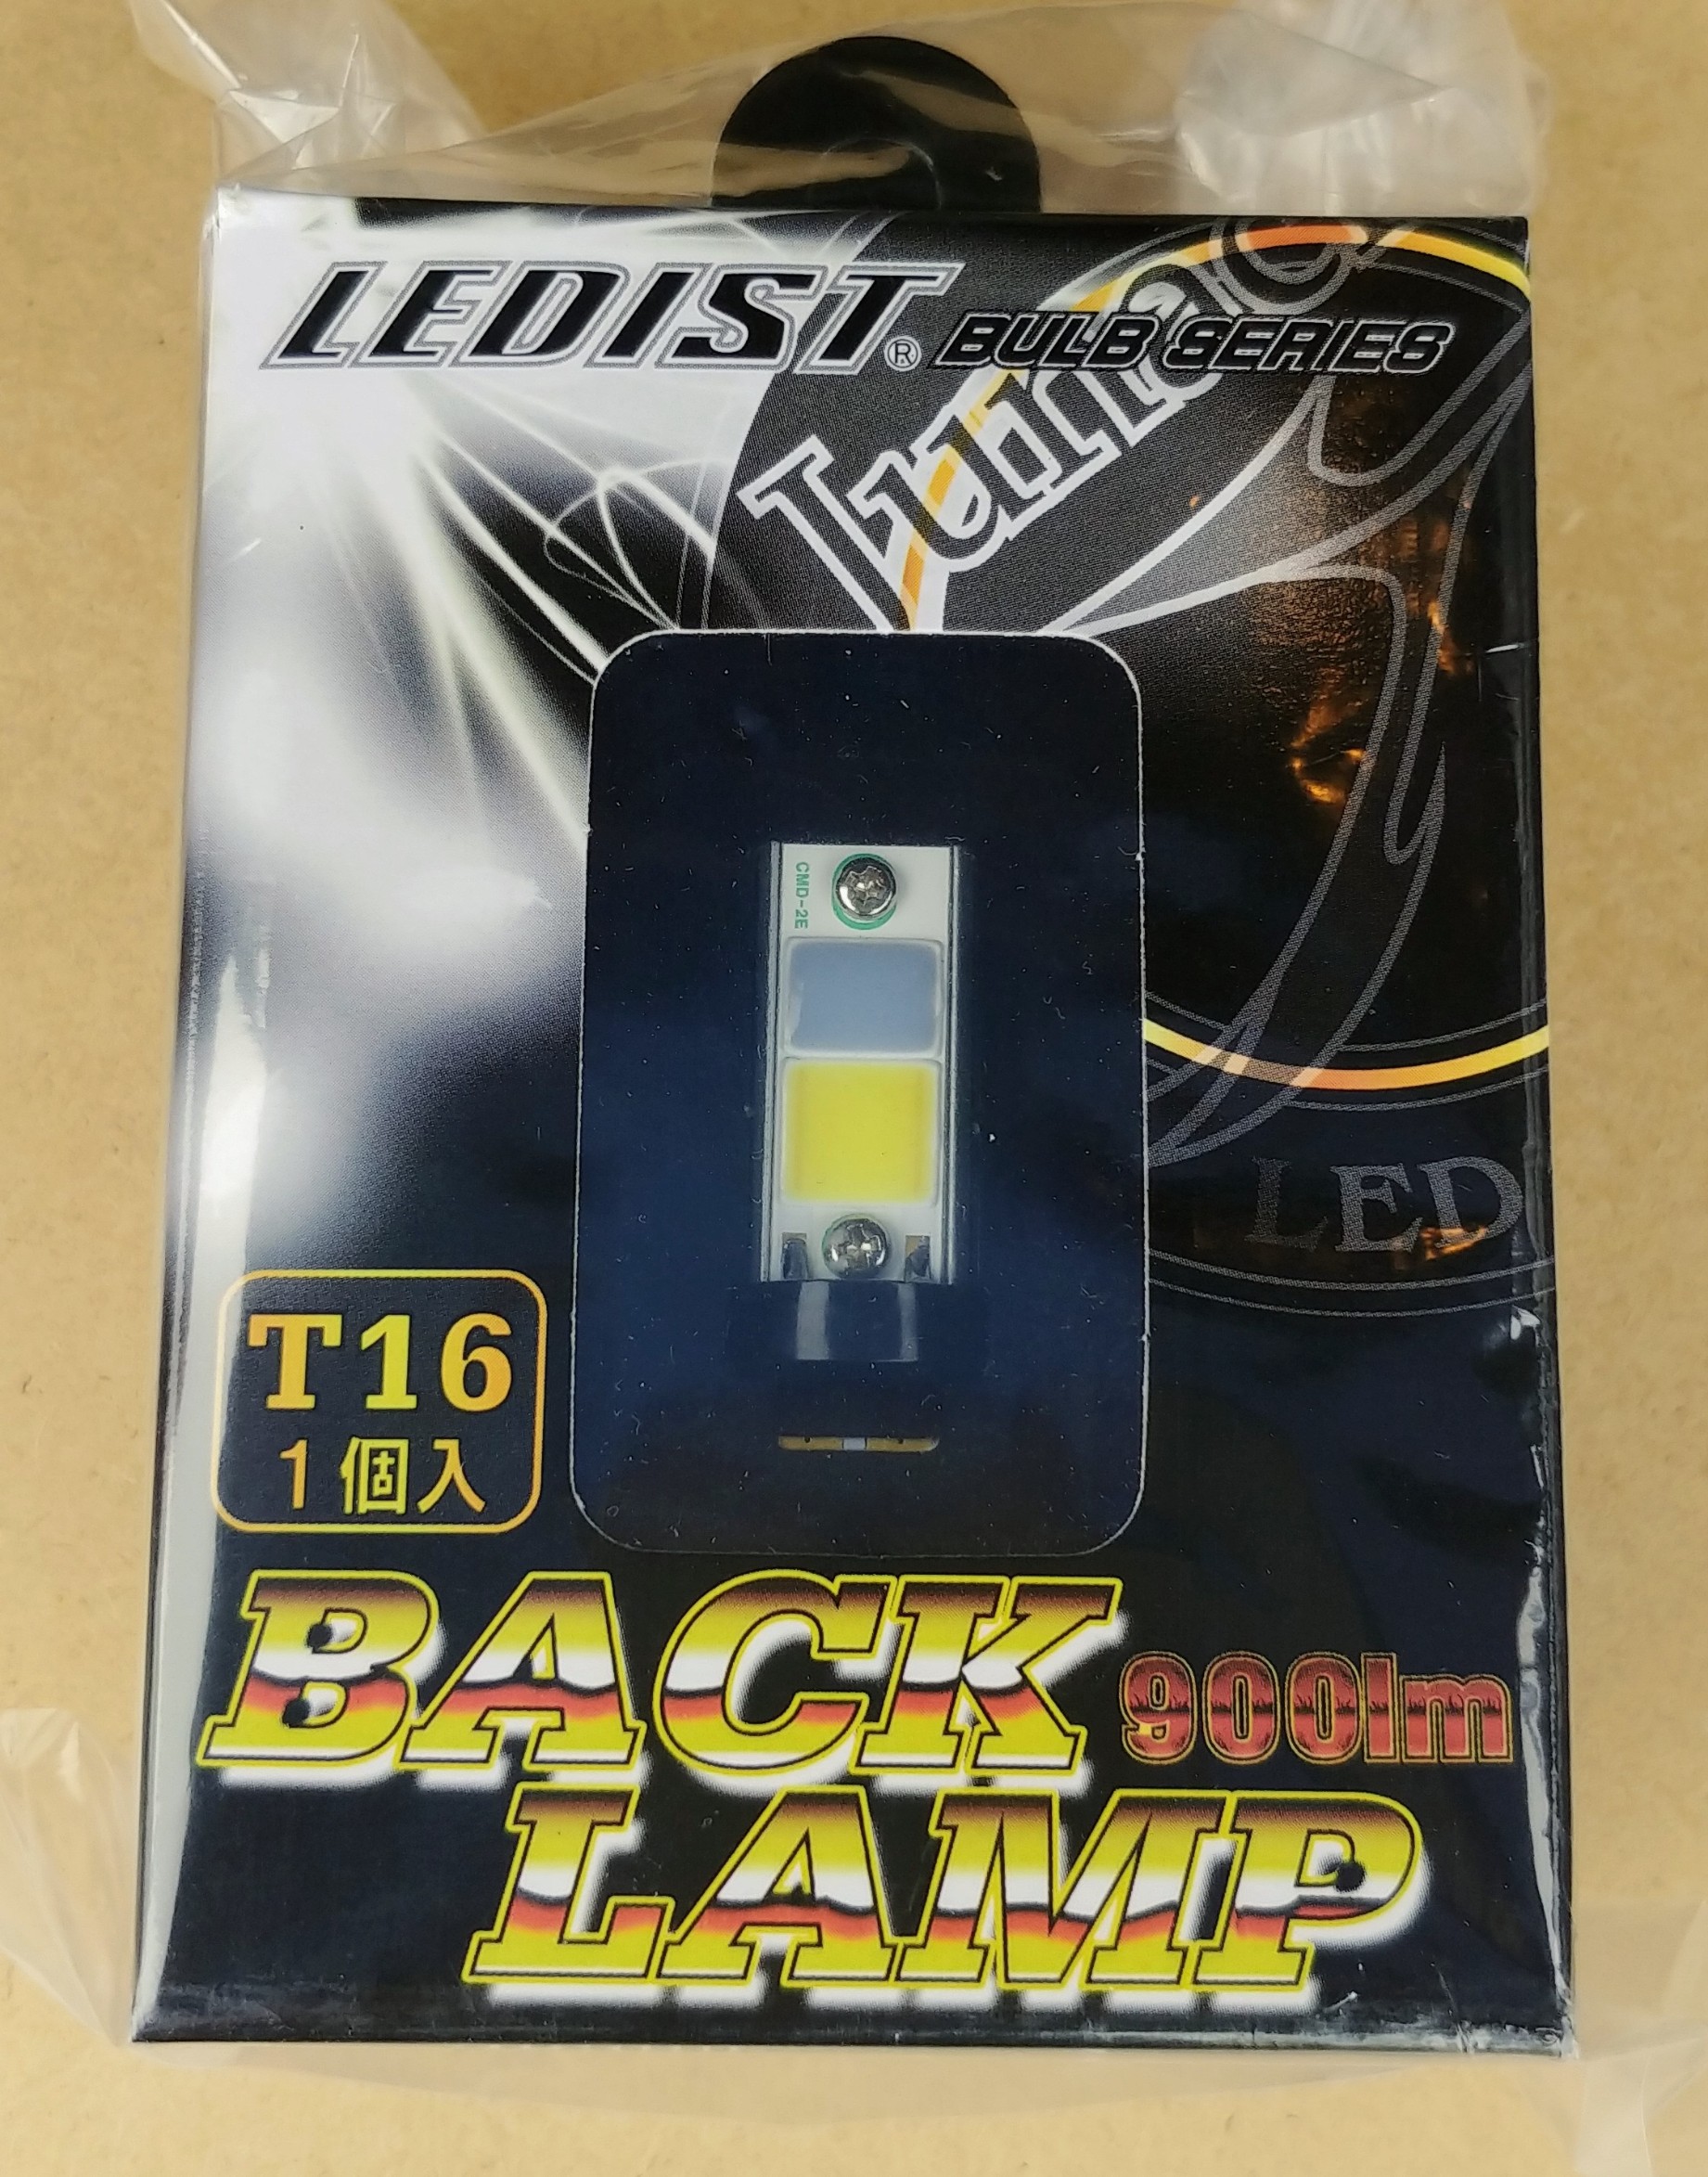 LEDIST® BULB SERIES
CMD-2E
LED
T16
1個入
BACK
900lm
LAMP